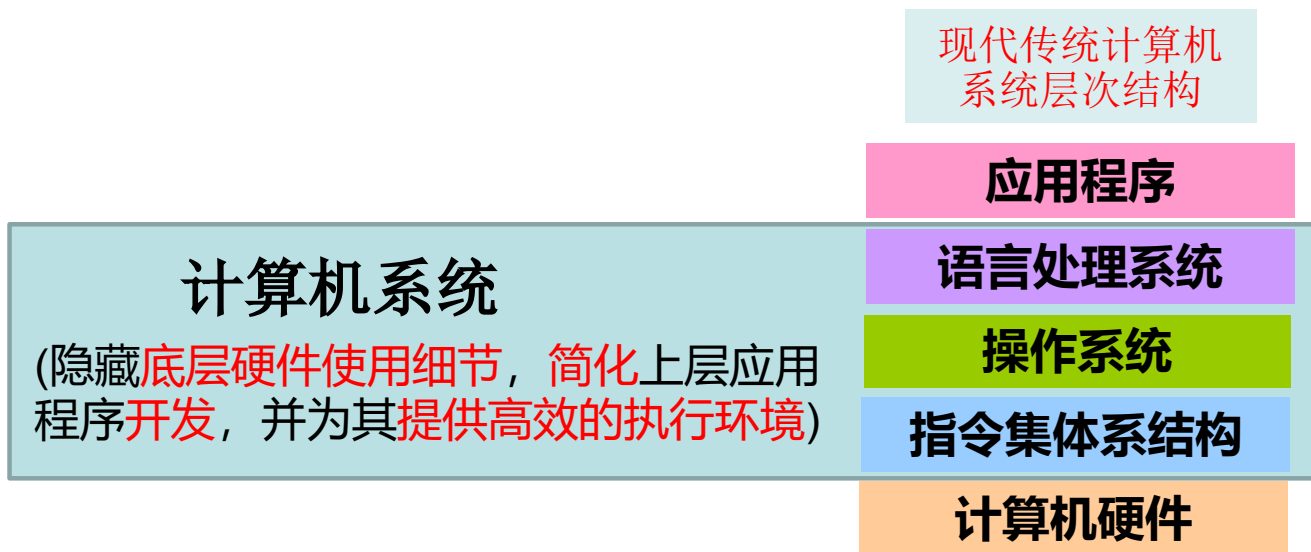 现代传统计算机
系统层次结构
应用程序
计算机系统
(隐藏底层硬件使用细节，简化上层应用
程序开发，并为其提供高效的执行环境)
语言处理系统
操作系统
指令集体系结构
计算机硬件